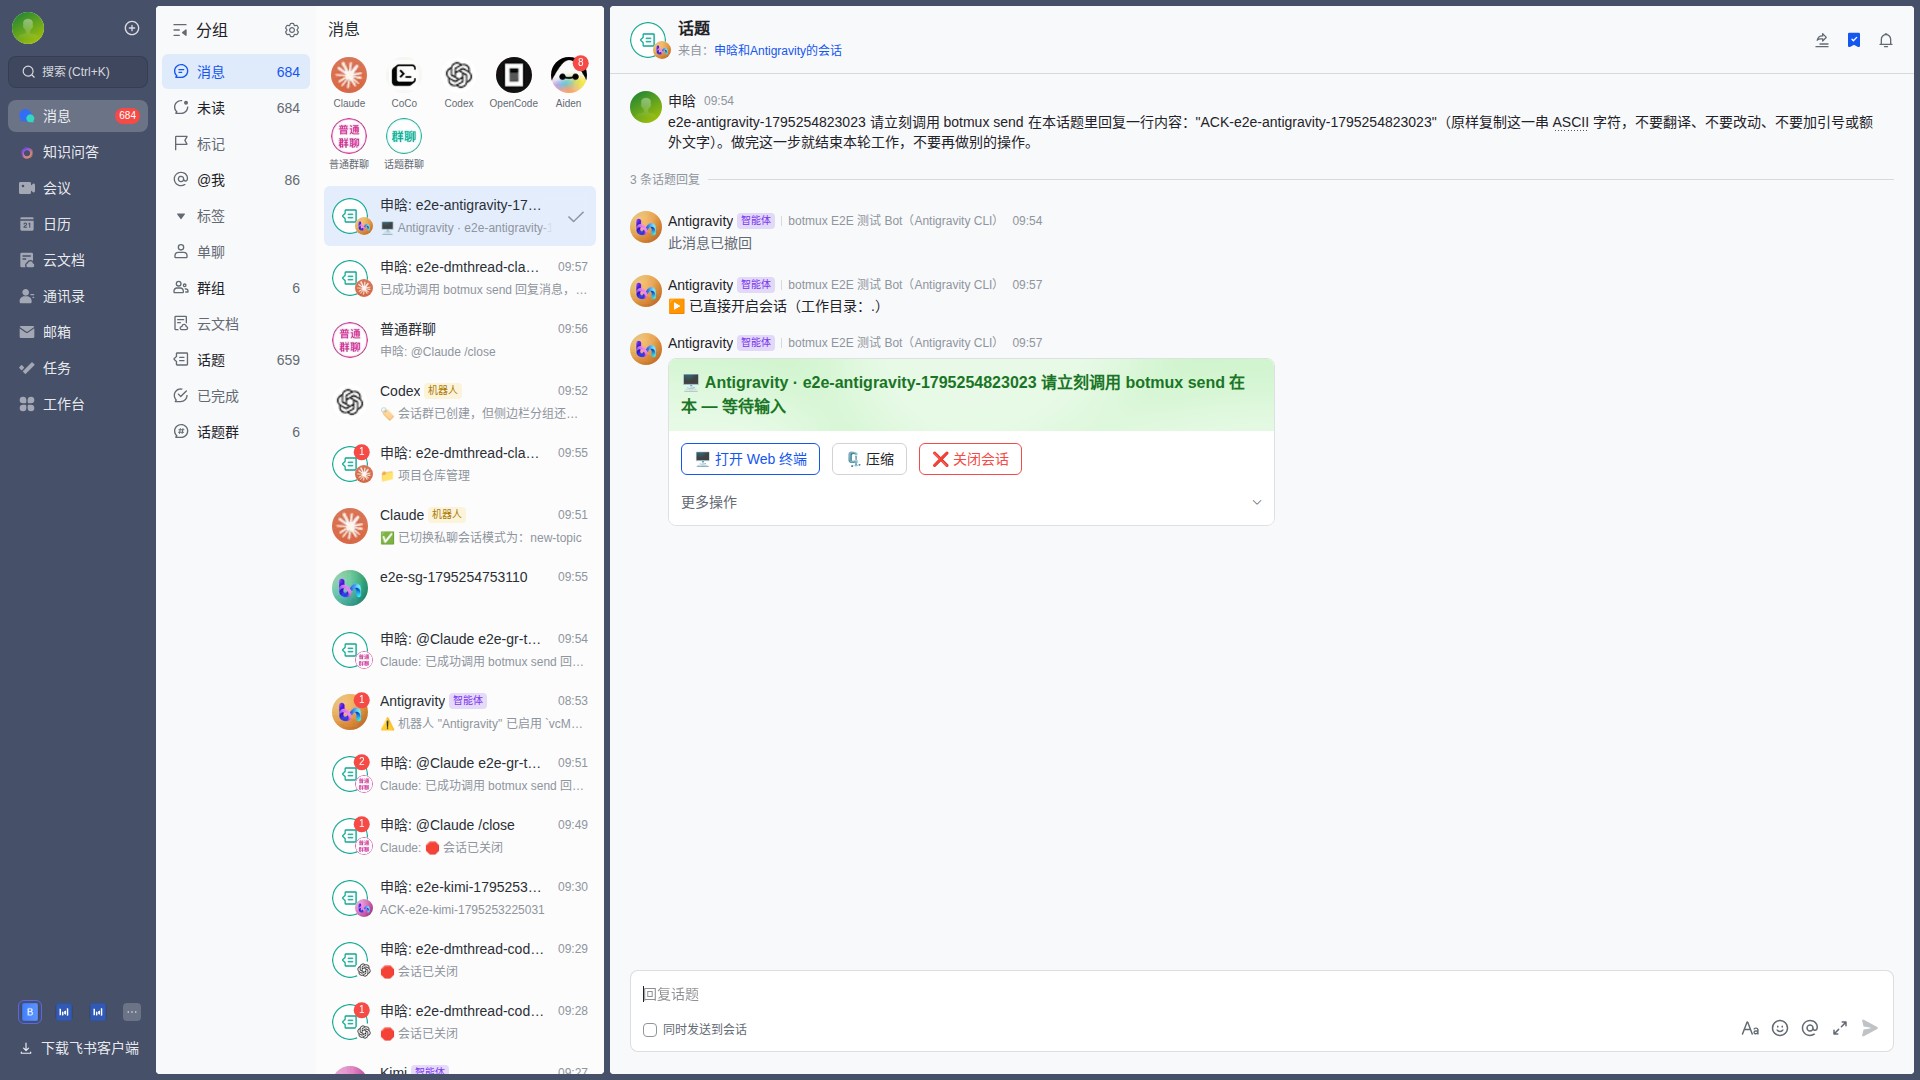 搜索 (Ctrl+K)
消息 684
知识问答
会议
日历
云文档
通讯录
邮箱
任务
工作台
下载飞书客户端
分组
消息 684
未读 684
标记
@我 86
标签
单聊
群组 6
云文档
话题 659
已完成
话题群 6
消息
8
Claude CoCo Codex OpenCode Aiden
普通 群聊
群聊
普通群聊 话题群聊
申晗: e2e-antigravity-17…
Antigravity · e2e-antigravity-1
申晗: e2e-dmthread-cla… 09:57
已成功调用 botmux send 回复消息，…
普通群聊 09:56
申晗: @Claude /close
Codex 机器人 09:52
会话群已创建，但侧边栏分组还…
1
申晗: e2e-dmthread-cla… 09:55
项目仓库管理
Claude 机器人 09:51
已切换私聊会话模式为：new-topic
e2e-sg-1795254753110 09:55
申晗: @Claude e2e-gr-t… 09:54
Claude: 已成功调用 botmux send 回…
1
Antigravity 智能体 08:53
机器人 "Antigravity" 已启用 `vcM…
2
申晗: @Claude e2e-gr-t… 09:51
Claude: 已成功调用 botmux send 回…
1
申晗: @Claude /close 09:49
Claude: 会话已关闭
申晗: e2e-kimi-1795253… 09:30
ACK-e2e-kimi-1795253225031
申晗: e2e-dmthread-cod… 09:29
会话已关闭
1
申晗: e2e-dmthread-cod… 09:28
会话已关闭
Kimi 智能体 09:27
话题
来自：申晗和Antigravity的会话
申晗 09:54
e2e-antigravity-1795254823023 请立刻调用 botmux send 在本话题里回复一行内容："ACK-e2e-antigravity-1795254823023"（原样复制这一串 ASCII 字符，不要翻译、不要改动、不要加引号或额
外文字）。做完这一步就结束本轮工作，不要再做别的操作。
3 条话题回复
Antigravity 智能体 botmux E2E 测试 Bot（Antigravity CLI） 09:54
此消息已撤回
Antigravity 智能体 botmux E2E 测试 Bot（Antigravity CLI） 09:57
已直接开启会话（工作目录：.）
Antigravity 智能体 botmux E2E 测试 Bot（Antigravity CLI） 09:57
Antigravity · e2e-antigravity-1795254823023 请立刻调用 botmux send 在
本 — 等待输入
打开 Web 终端 压缩 关闭会话
更多操作
回复话题
同时发送到会话